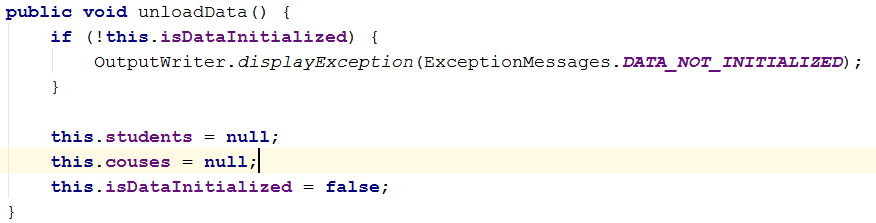 public void unloadData() {
    if (!this.isDataInitialized) {
        OutputWriter.displayException(ExceptionMessages.DATA_NOT_INITIALIZED);
    }
    this.students = null;
    this.couses = null;
    this.isDataInitialized = false;
}